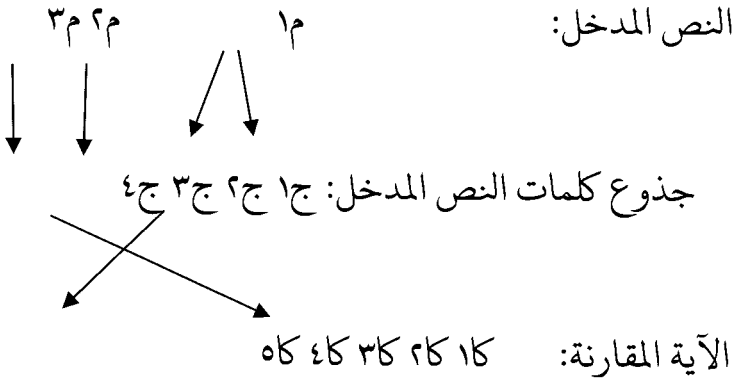 النص المدخل: م١ م٢ م٣
جذوع كلمات النص المدخل: ج١ ج٢ ج٣ ج٤
الآية المقارنة: كا١ كا٢ كا٣ كا٤ كا٥